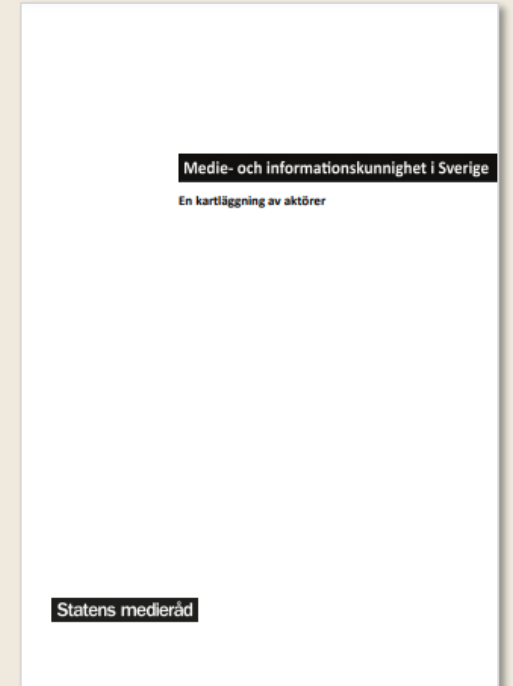 Medie- och informationskunnighet i Sverige
En kartläggning av aktörer
Statens medieråd